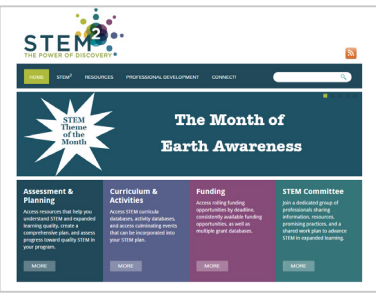 STEM2
THE POWER OF DISCOVERY
HOME STEM2 RESOURCES PROFESSIONAL DEVELOPMENT CONNECT!
STEM
Theme
of the
Month
The Month of
Earth Awareness
Assessment &
Planning
Access resources that help you
understand STEM and expanded
learning quality, create a
comprehensive plan, and assess
progress toward quality STEM in
your program.
MORE
Curriculum &
Activities
Access STEM curricula
databases, activity databases,
and access culminating events
that can be incorporated into
your STEM plan.
MORE
Funding
Access rolling funding
opportunities by deadline,
consistently available funding
opportunities, as well as
multiple grant databases.
MORE
STEM Committee
Join a dedicated group of
professionals sharing
information, resources,
promising practices, and a
shared work plan to advance
STEM in expanded learning.
MORE